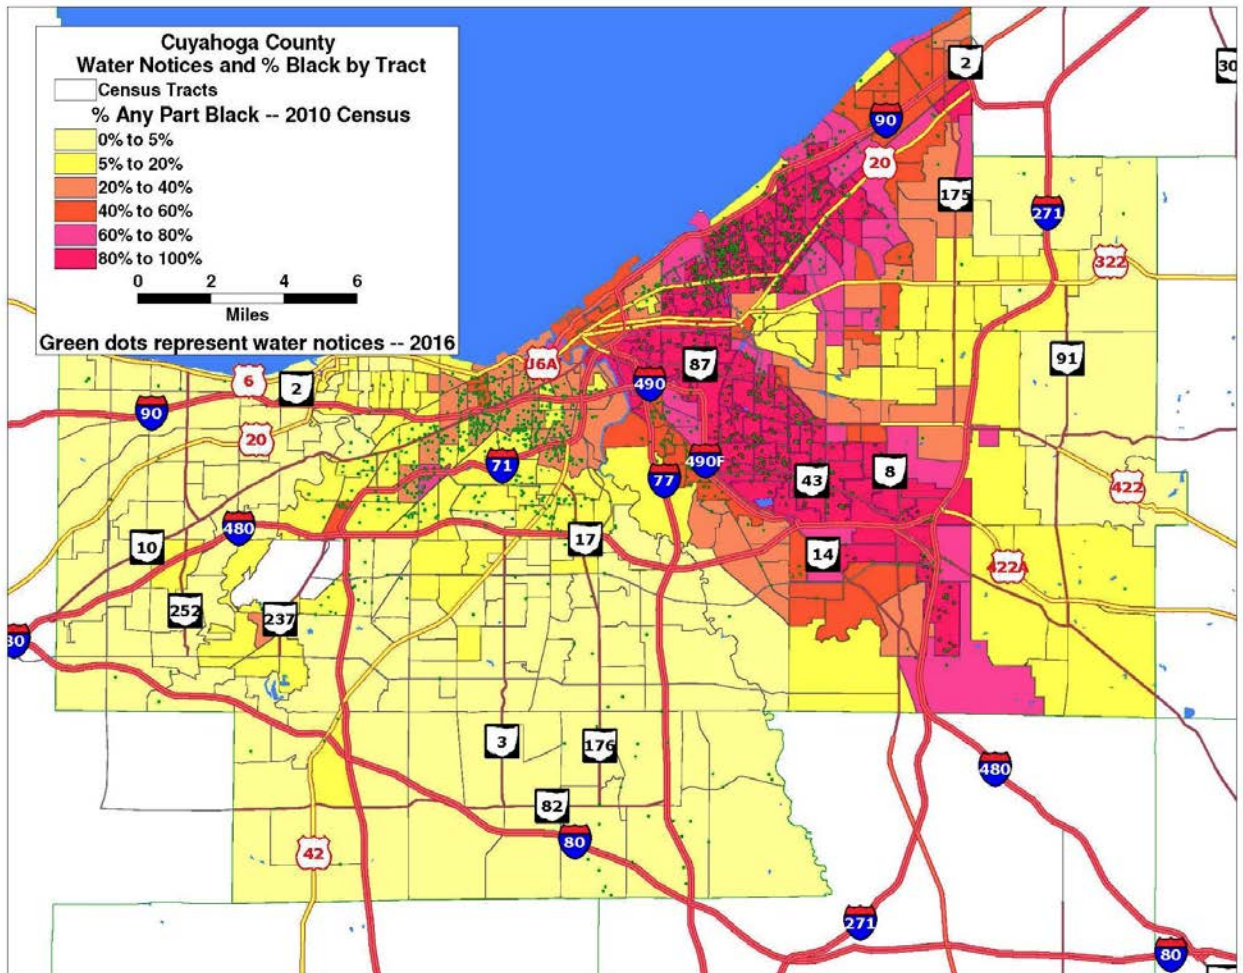 Cuyahoga County
Water Notices and % Black by Tract
Census Tracts
% Any Part Black -- 2010 Census
0% to 5%
5% to 20%
20% to 40%
40% to 60%
60% to 80%
80% to 100%
0 2 4 6
Miles
Green dots represent water notices -- 2016
2
30
90
20
175
271
322
J6A
87
91
6
2
490
90
20
71
77
490F
43
8
422
480
10
17
14
422A
252
237
80
3
176
480
82
80
42
271
80